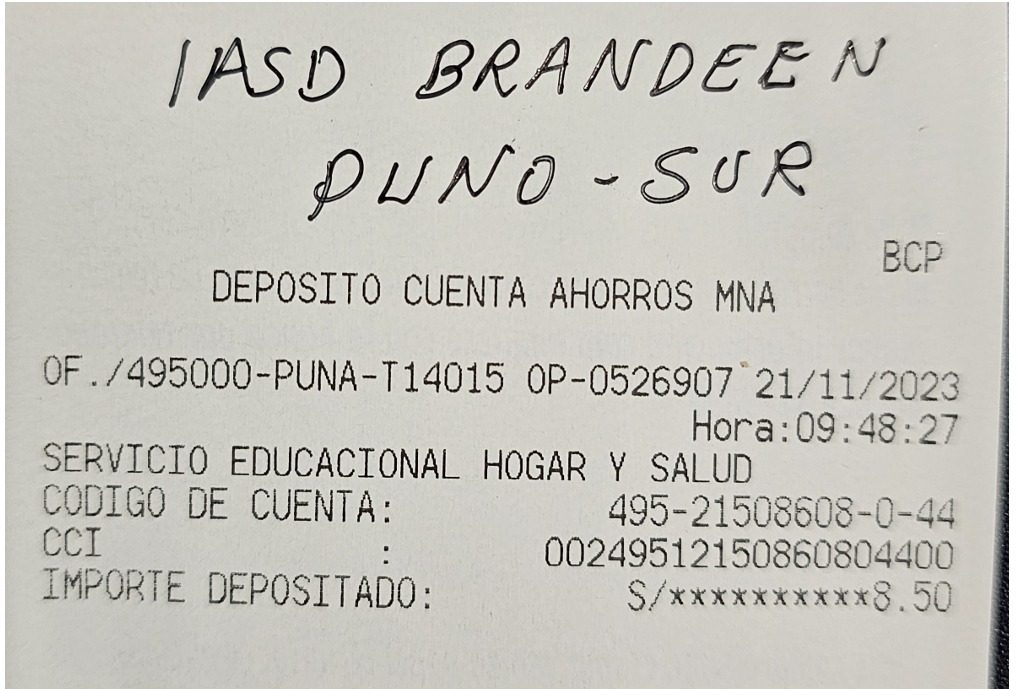 IASD BRANDEEN
PUNO - SUR
BCP
DEPOSITO CUENTA AHORROS MNA
OF./495000-PUNA-T14015 OP-0526907 21/11/2023
Hora:09:48:27
SERVICIO EDUCACIONAL HOGAR Y SALUD
CODIGO DE CUENTA: 495-21508608-0-44
CCI : 00249512150860804400
IMPORTE DEPOSITADO: S/**********8.50